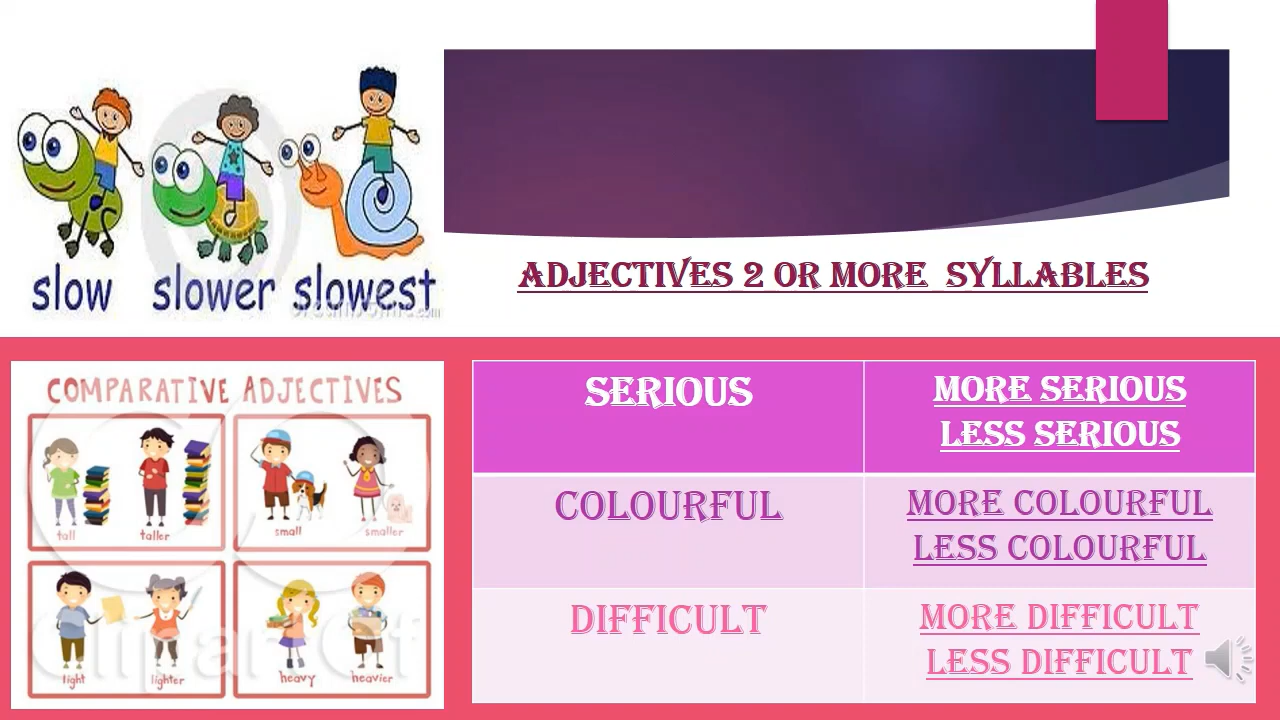 slow slower slowest
ADJECTIVES 2 OR MORE SYLLABLES
COMPARATIVE ADJECTIVES
tall taller
small smaller
light lighter
heavy heavier
SERIOUS
MORE SERIOUS
LESS SERIOUS
COLOURFUL
MORE COLOURFUL
LESS COLOURFUL
DIFFICULT
MORE DIFFICULT
LESS DIFFICULT